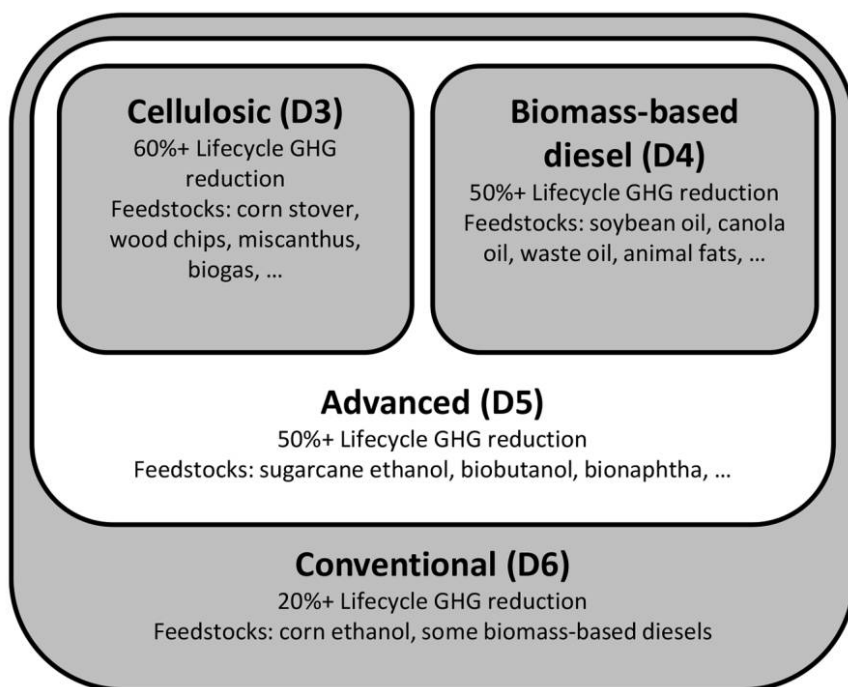 Cellulosic (D3)
60%+ Lifecycle GHG
reduction
Feedstocks: corn stover,
wood chips, miscanthus,
biogas, …
Biomass-based
diesel (D4)
50%+ Lifecycle GHG reduction
Feedstocks: soybean oil, canola
oil, waste oil, animal fats, …
Advanced (D5)
50%+ Lifecycle GHG reduction
Feedstocks: sugarcane ethanol, biobutanol, bionaphtha, …
Conventional (D6)
20%+ Lifecycle GHG reduction
Feedstocks: corn ethanol, some biomass-based diesels